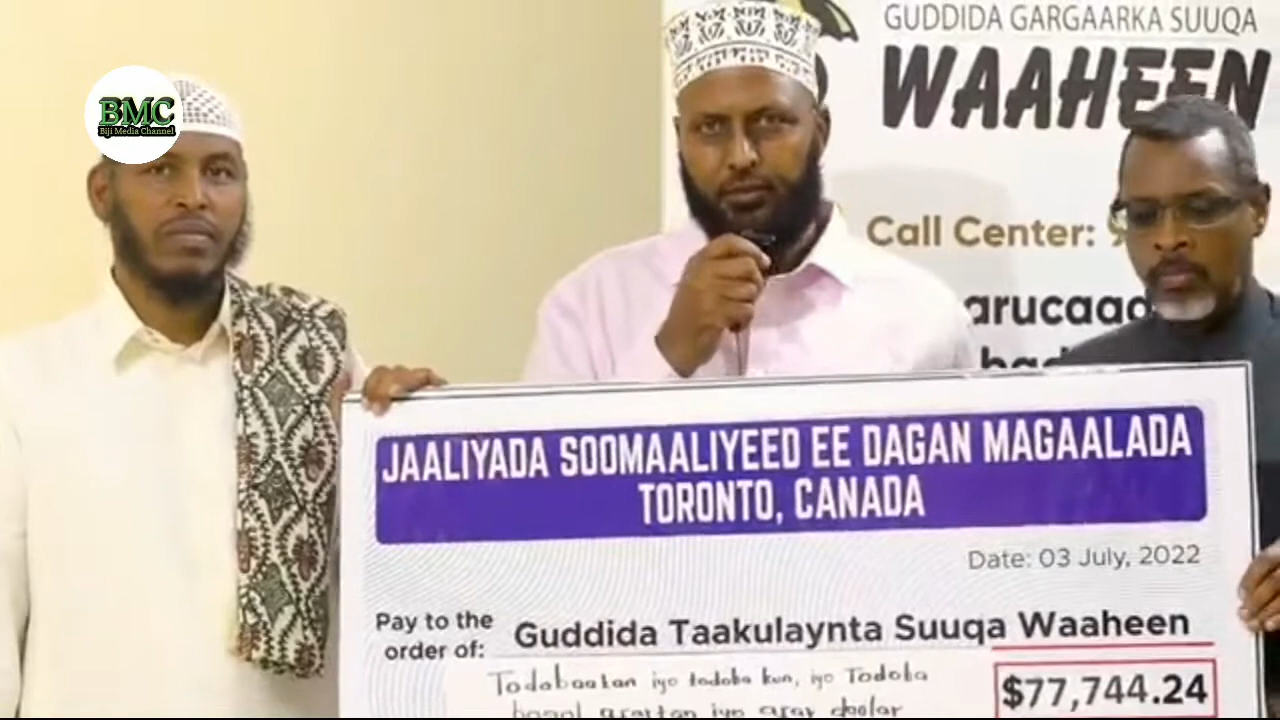 BMC
Biji Media Channel
GUDDIDA GARGAARKA SUUQA
WAAHEEN
Call Center:
JAALIYADA SOOMAALIYEED EE DAGAN MAGAALADA
TORONTO, CANADA
Date: 03 July, 2022
Pay to the
order of:
Guddida Taakulaynta Suuqa Waaheen
Todobaatan iyo todoba kun, iyo Todoba
$77,744.24